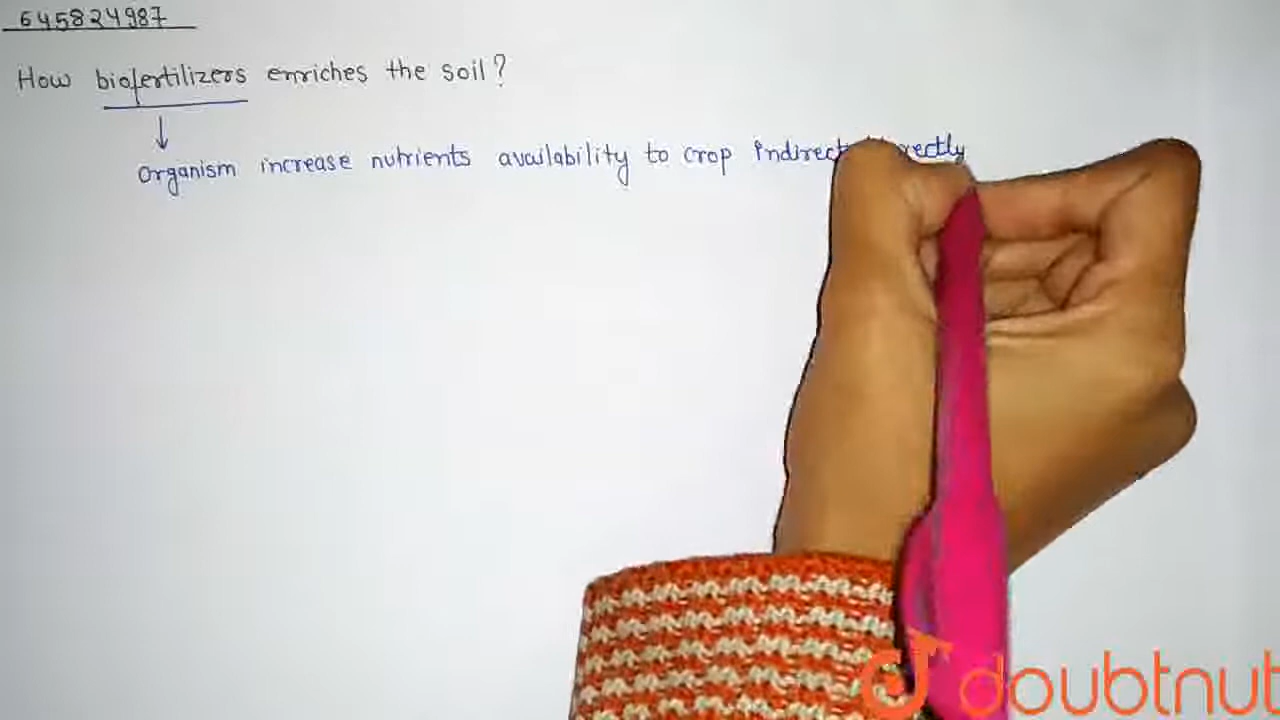 645824987
How biofertilizers enriches the soil?
Organism increase nutrients availability to crop
doubtnut